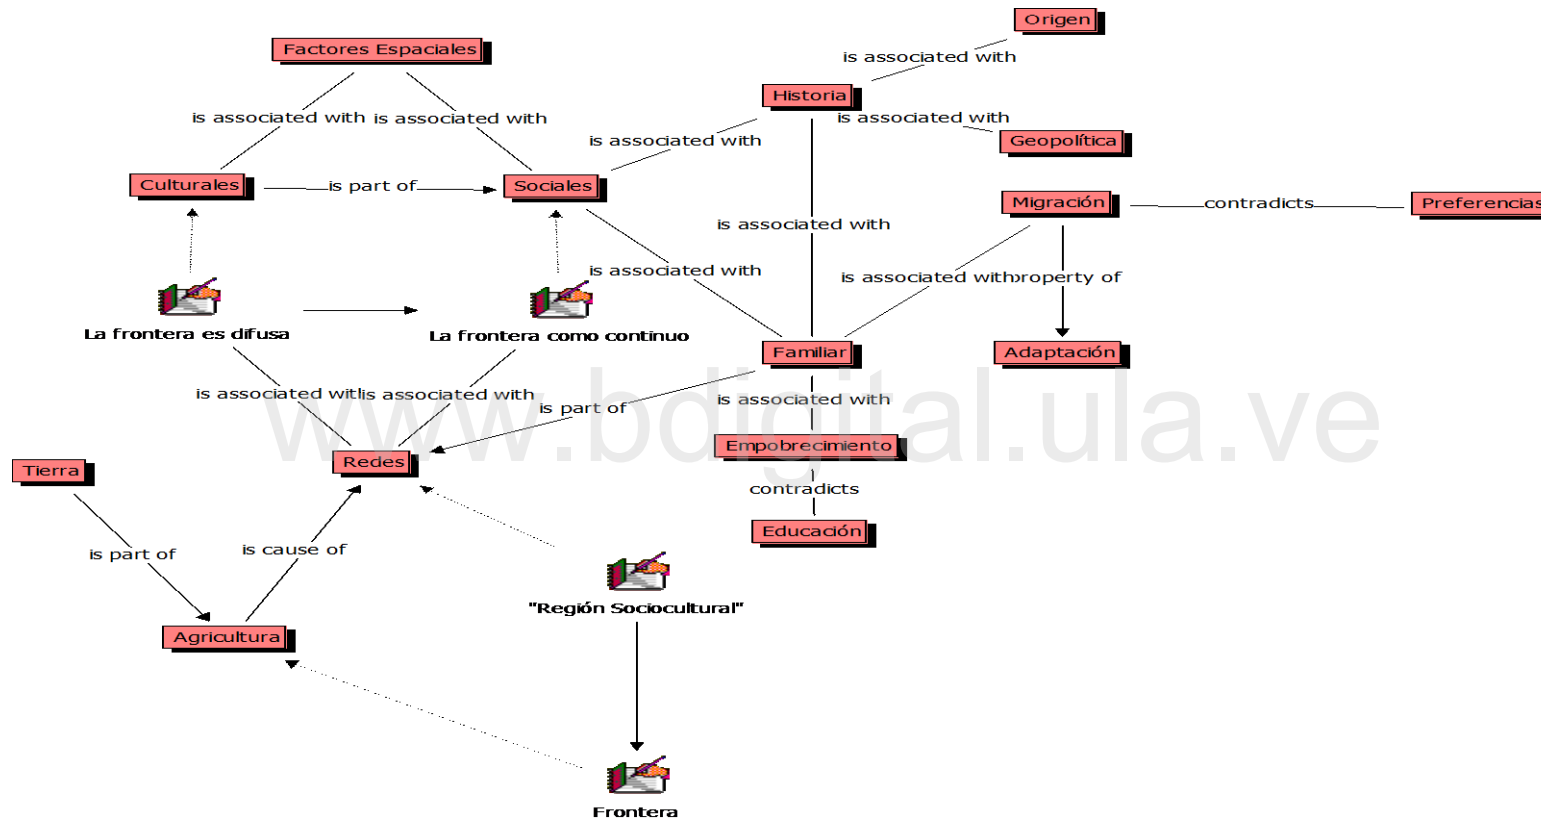 Origen
Factores Espaciales
is associated with
Historia
is associated with
is associated with
is associated with
is associated with
Geopolítica
Culturales
is part of
Sociales
Migración
contradicts
Preferencias
is associated with
is associated with
is associated with
property of
La frontera es difusa
La frontera como continuo
Familiar
Adaptación
is associated with
is associated with
is part of
is associated with
www.bdigital.ula.ve
Empobrecimiento
Redes
Tierra
contradicts
Educación
is part of
is cause of
"Región Sociocultural"
Agricultura
Frontera